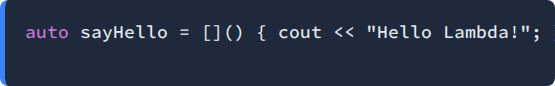 auto sayHello = []() { cout << "Hello Lambda!";